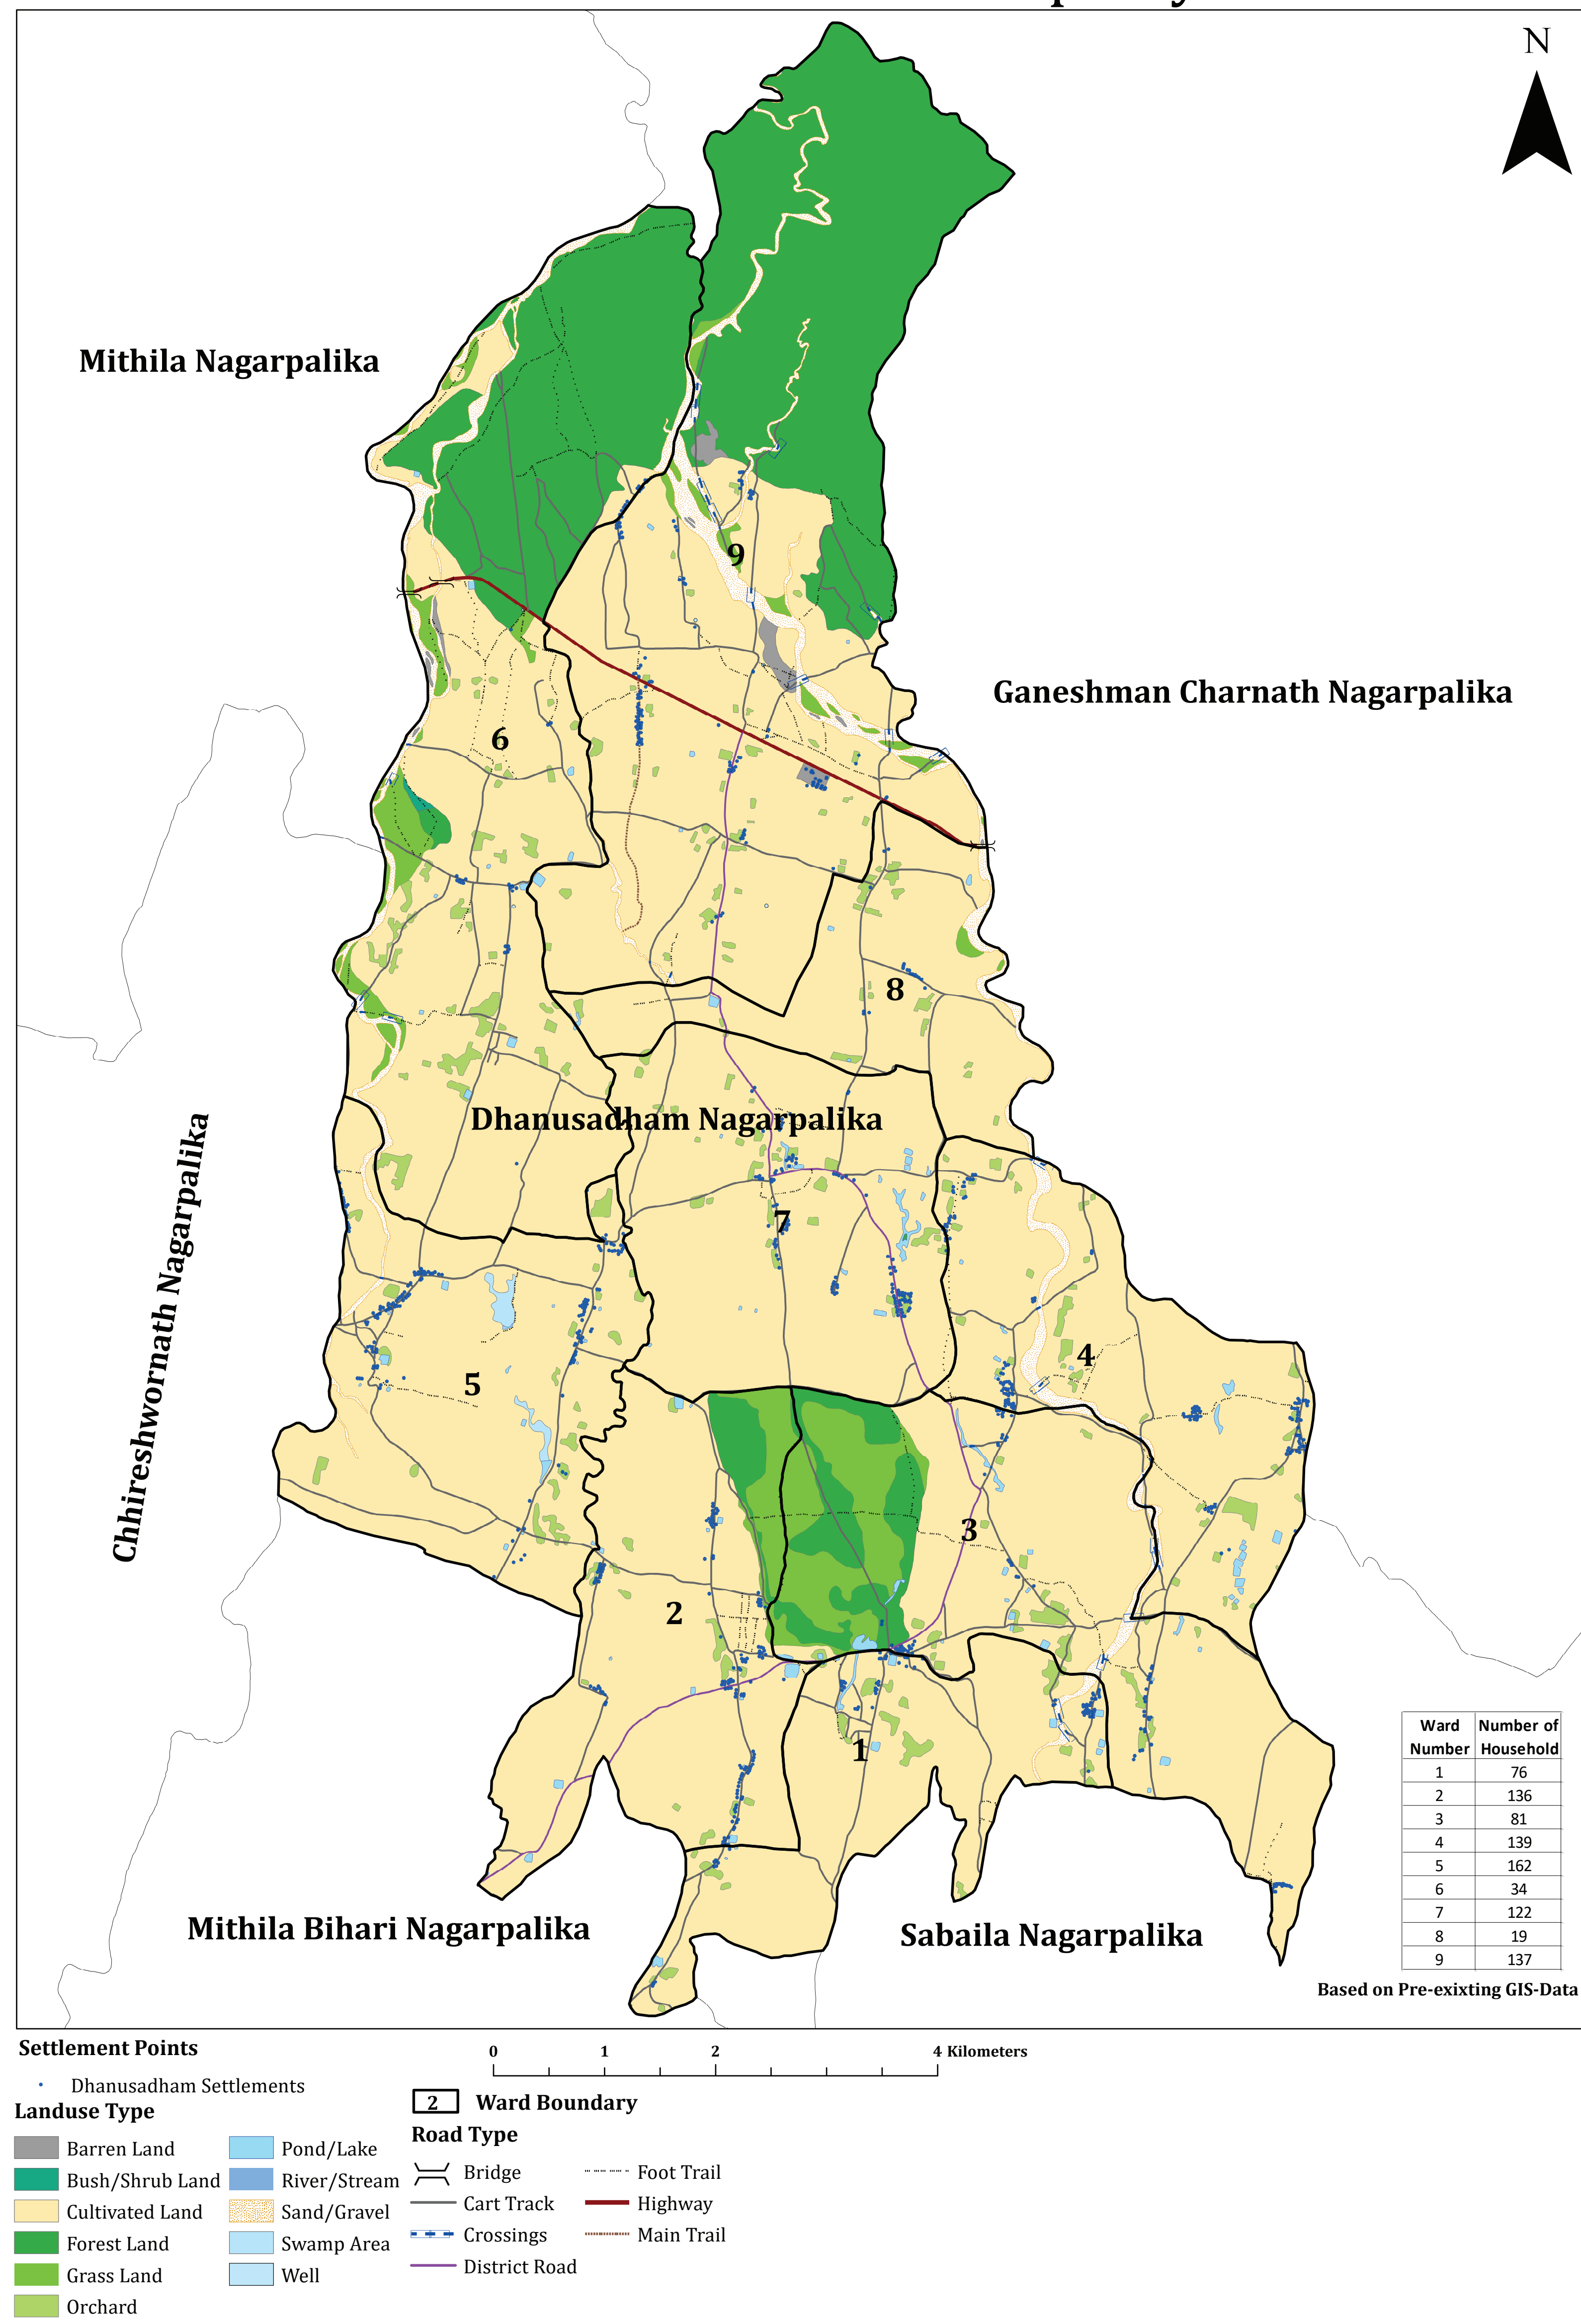 N
Mithila Nagarpalika
9
Ganeshman Charnath Nagarpalika
6
8
Dhanusadham Nagarpalika
Chhireshwornath Nagarpalika
7
4
5
3
2
1
Ward Number Number of Household
1 76
2 136
3 81
4 139
5 162
6 34
7 122
8 19
9 137
Mithila Bihari Nagarpalika
Sabaila Nagarpalika
Based on Pre-exixting GIS-Data
Settlement Points
Dhanusadham Settlements
Landuse Type
Barren Land
Bush/Shrub Land
Cultivated Land
Forest Land
Grass Land
Orchard
Pond/Lake
River/Stream
Sand/Gravel
Swamp Area
Well
0 1 2 4 Kilometers
2 Ward Boundary
Road Type
Bridge
Cart Track
Crossings
District Road
Foot Trail
Highway
Main Trail